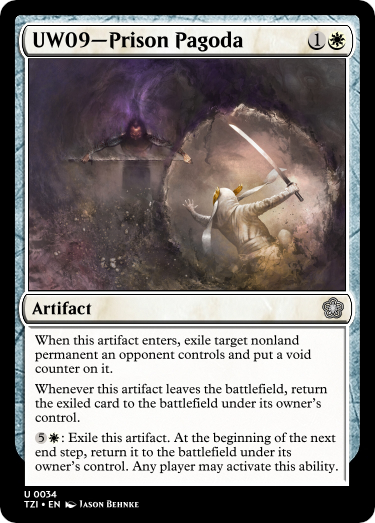 UW09—Prison Pagoda 1
Artifact
When this artifact enters, exile target nonland
permanent an opponent controls and put a void
counter on it.
Whenever this artifact leaves the battlefield, return
the exiled card to the battlefield under its owner's
control.
5: Exile this artifact. At the beginning of the next
end step, return it to the battlefield under its
owner's control. Any player may activate this ability.
U 0034
TZI • EN Jason Behnke